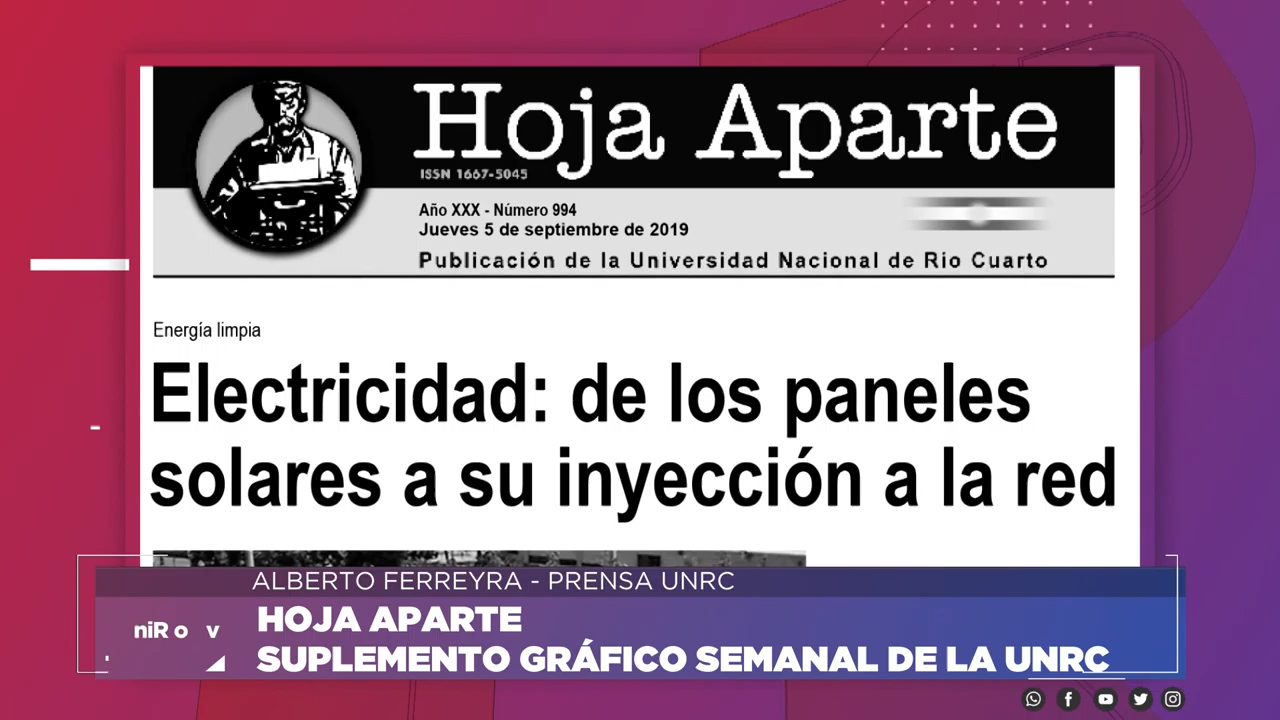 Hoja Aparte
ISSN 1667-5045
Año XXX - Número 994
Jueves 5 de septiembre de 2019
Publicación de la Universidad Nacional de Río Cuarto
Energía limpia
Electricidad: de los paneles
solares a su inyección a la red
ALBERTO FERREYRA - PRENSA UNRC
HOJA APARTE
SUPLEMENTO GRÁFICO SEMANAL DE LA UNRC